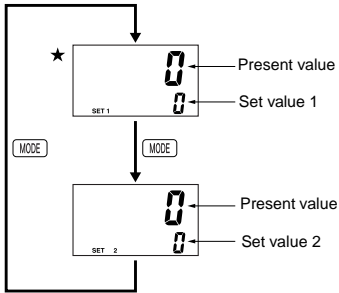 ★
0
Present value
0
Set value 1
SET 1
MODE
MODE
0
Present value
0
Set value 2
SET 2